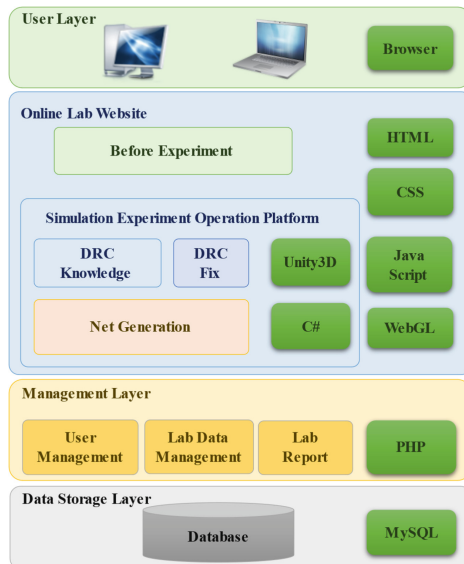 User Layer
Browser
Online Lab Website
Before Experiment
HTML
CSS
Simulation Experiment Operation Platform
DRC
Knowledge
DRC
Fix
Unity3D
Java
Script
Net Generation
C#
WebGL
Management Layer
User
Management
Lab Data
Management
Lab
Report
PHP
Data Storage Layer
Database
MySQL